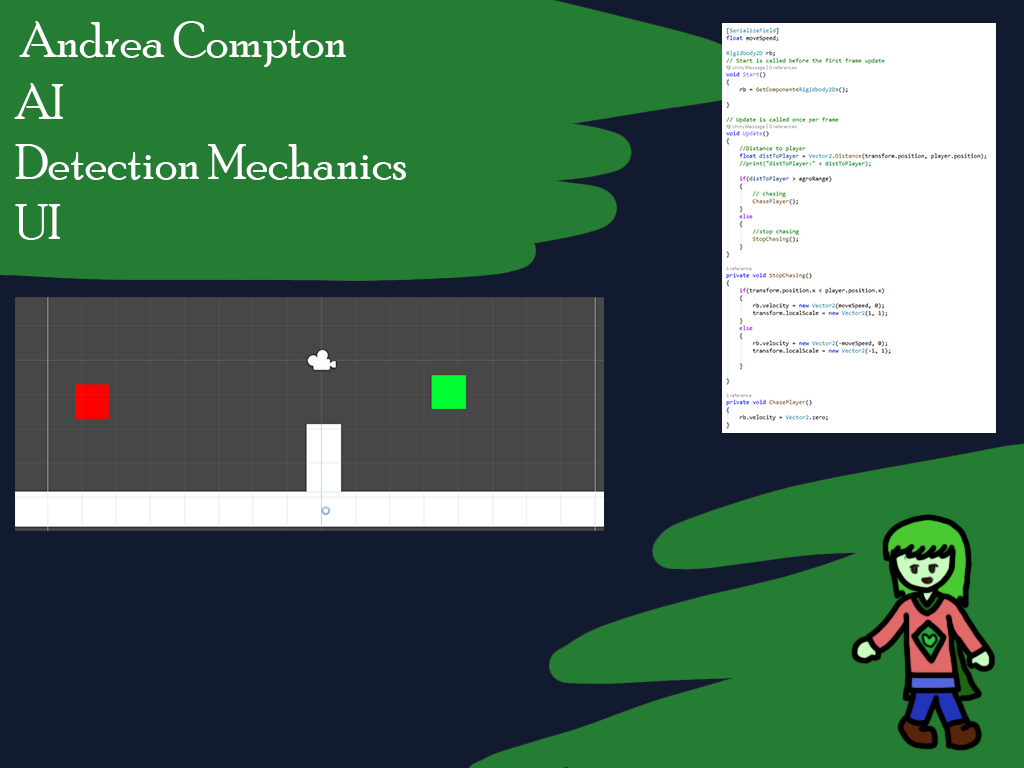 Andrea Compton
AI
Detection Mechanics
UI
[SerializeField]
float moveSpeed;
Rigidbody2D rb;
// Start is called before the first frame update
Unity Message | 0 references
void Start()
{
rb = GetComponent<Rigidbody2D>();
}
// Update is called once per frame
Unity Message | 0 references
void Update()
{
//Distance to player
float distToPlayer = Vector2.Distance(transform.position, player.position);
//print("distToPlayer:" + distToPlayer);
if(distToPlayer > agroRange)
{
// chasing
ChasePlayer();
}
else
{
//stop chasing
StopChasing();
}
}
1 reference
private void StopChasing()
{
if(transform.position.x < player.position.x)
{
rb.velocity = new Vector2(moveSpeed, 0);
transform.localScale = new Vector2(1, 1);
}
else
{
rb.velocity = new Vector2(-moveSpeed, 0);
transform.localScale = new Vector2(-1, 1);
}
}
1 reference
private void ChasePlayer()
{
rb.velocity = Vector2.zero;
}